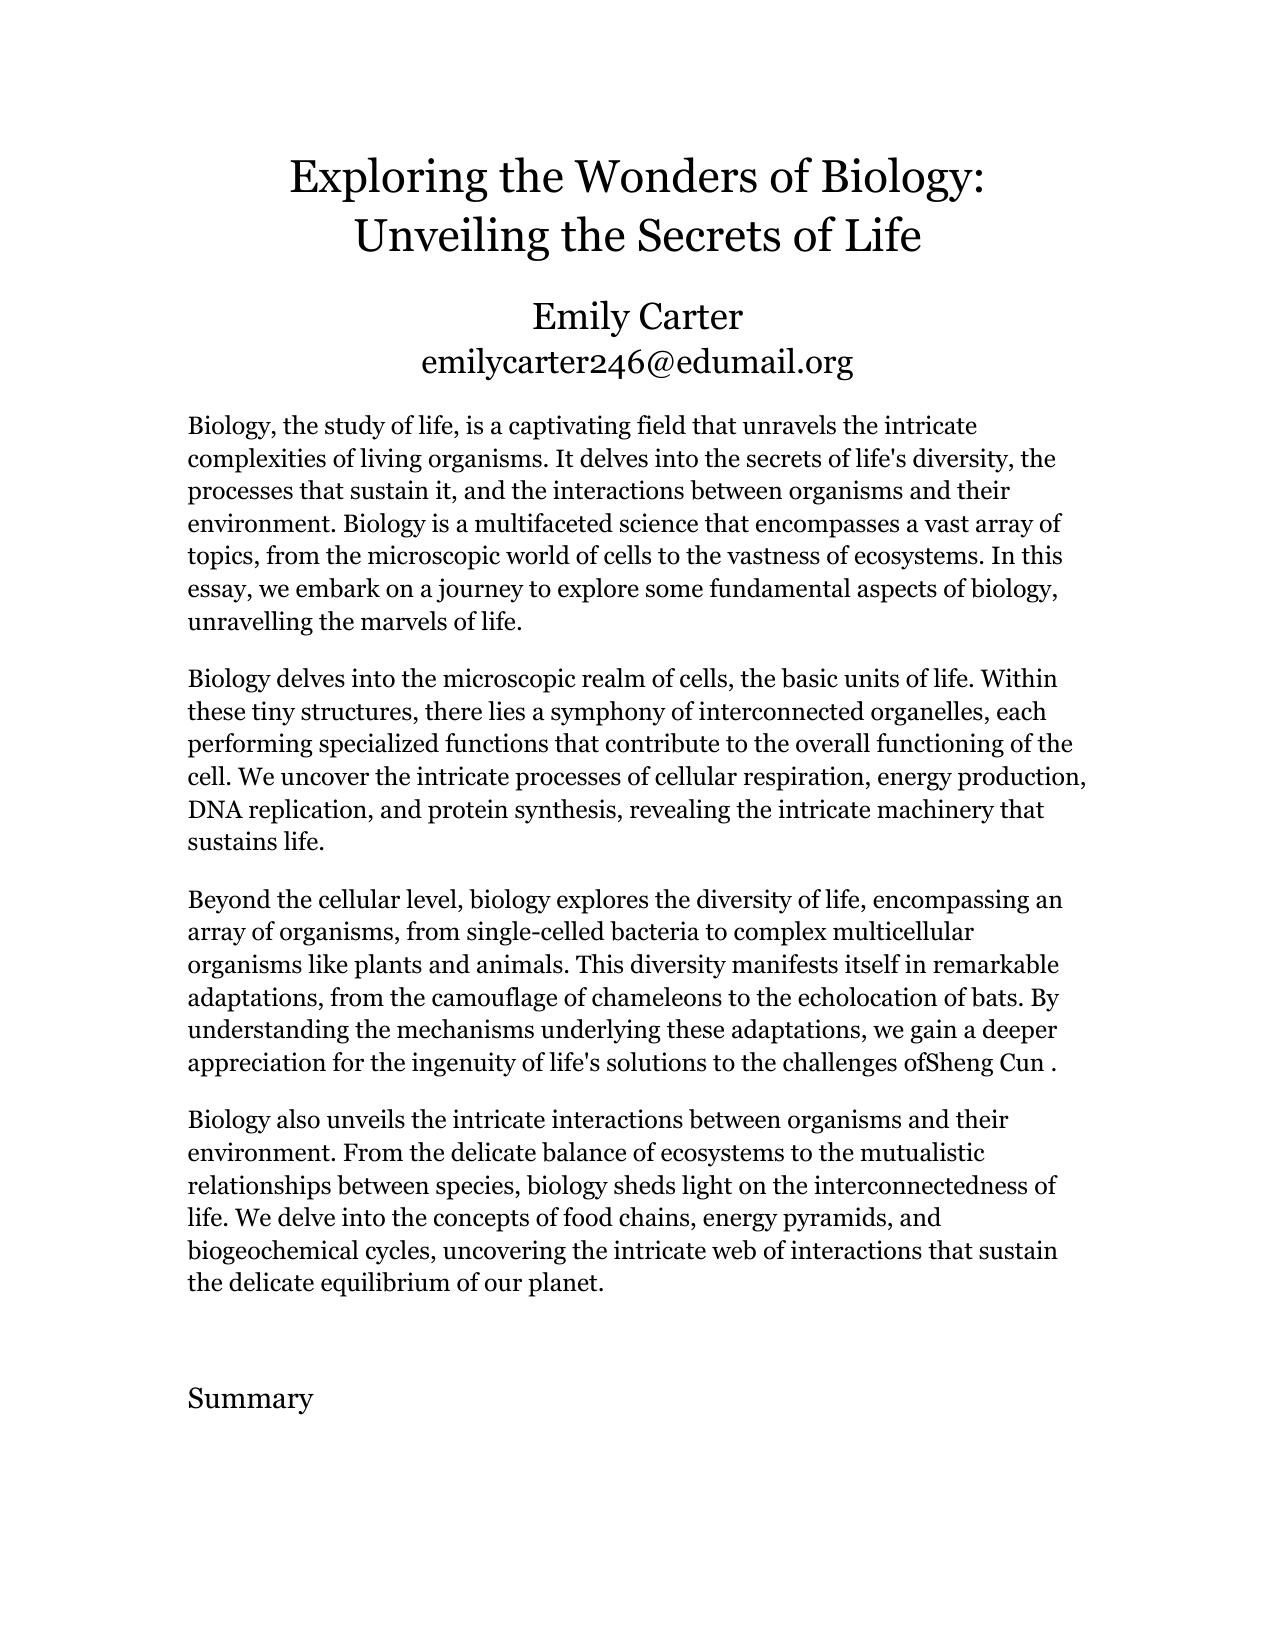 Exploring the Wonders of Biology:
Unveiling the Secrets of Life
Emily Carter
emilycarter246@edumail.org
Biology, the study of life, is a captivating field that unravels the intricate
complexities of living organisms. It delves into the secrets of life's diversity, the
processes that sustain it, and the interactions between organisms and their
environment. Biology is a multifaceted science that encompasses a vast array of
topics, from the microscopic world of cells to the vastness of ecosystems. In this
essay, we embark on a journey to explore some fundamental aspects of biology,
unravelling the marvels of life.
Biology delves into the microscopic realm of cells, the basic units of life. Within
these tiny structures, there lies a symphony of interconnected organelles, each
performing specialized functions that contribute to the overall functioning of the
cell. We uncover the intricate processes of cellular respiration, energy production,
DNA replication, and protein synthesis, revealing the intricate machinery that
sustains life.
Beyond the cellular level, biology explores the diversity of life, encompassing an
array of organisms, from single-celled bacteria to complex multicellular
organisms like plants and animals. This diversity manifests itself in remarkable
adaptations, from the camouflage of chameleons to the echolocation of bats. By
understanding the mechanisms underlying these adaptations, we gain a deeper
appreciation for the ingenuity of life's solutions to the challenges ofSheng Cun .
Biology also unveils the intricate interactions between organisms and their
environment. From the delicate balance of ecosystems to the mutualistic
relationships between species, biology sheds light on the interconnectedness of
life. We delve into the concepts of food chains, energy pyramids, and
biogeochemical cycles, uncovering the intricate web of interactions that sustain
the delicate equilibrium of our planet.
Summary